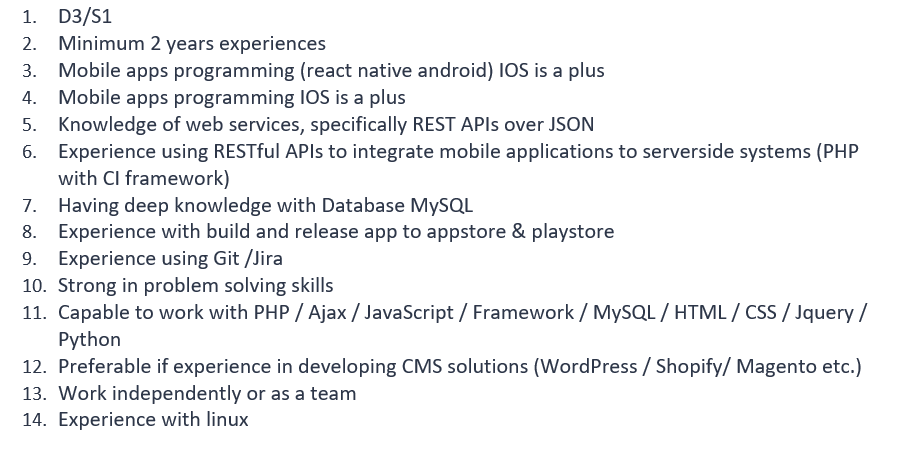 1. D3/S1
2. Minimum 2 years experiences
3. Mobile apps programming (react native android) IOS is a plus
4. Mobile apps programming IOS is a plus
5. Knowledge of web services, specifically REST APIs over JSON
6. Experience using RESTful APIs to integrate mobile applications to serverside systems (PHP
with CI framework)
7. Having deep knowledge with Database MySQL
8. Experience with build and release app to appstore & playstore
9. Experience using Git /Jira
10. Strong in problem solving skills
11. Capable to work with PHP / Ajax / JavaScript / Framework / MySQL / HTML / CSS / Jquery /
Python
12. Preferable if experience in developing CMS solutions (WordPress / Shopify/ Magento etc.)
13. Work independently or as a team
14. Experience with linux